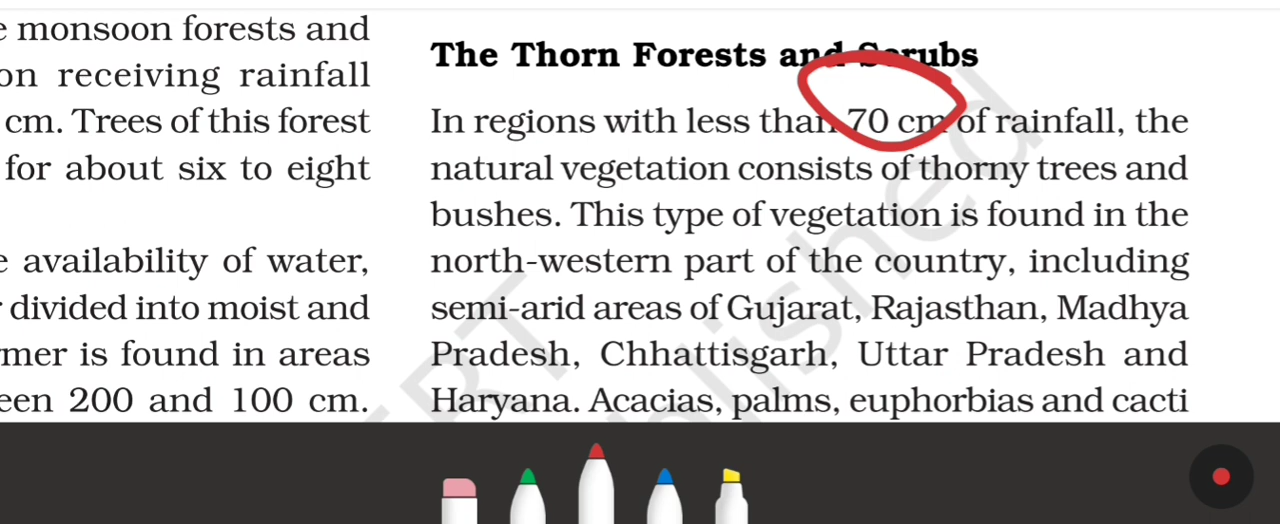 e monsoon forests and
on receiving rainfall
cm. Trees of this forest
for about six to eight
e availability of water,
divided into moist and
mer is found in areas
een 200 and 100 cm.
The Thorn Forests and Scrubs
In regions with less than 70 cm of rainfall, the
natural vegetation consists of thorny trees and
bushes. This type of vegetation is found in the
north-western part of the country, including
semi-arid areas of Gujarat, Rajasthan, Madhya
Pradesh, Chhattisgarh, Uttar Pradesh and
Haryana. Acacias, palms, euphorbias and cacti